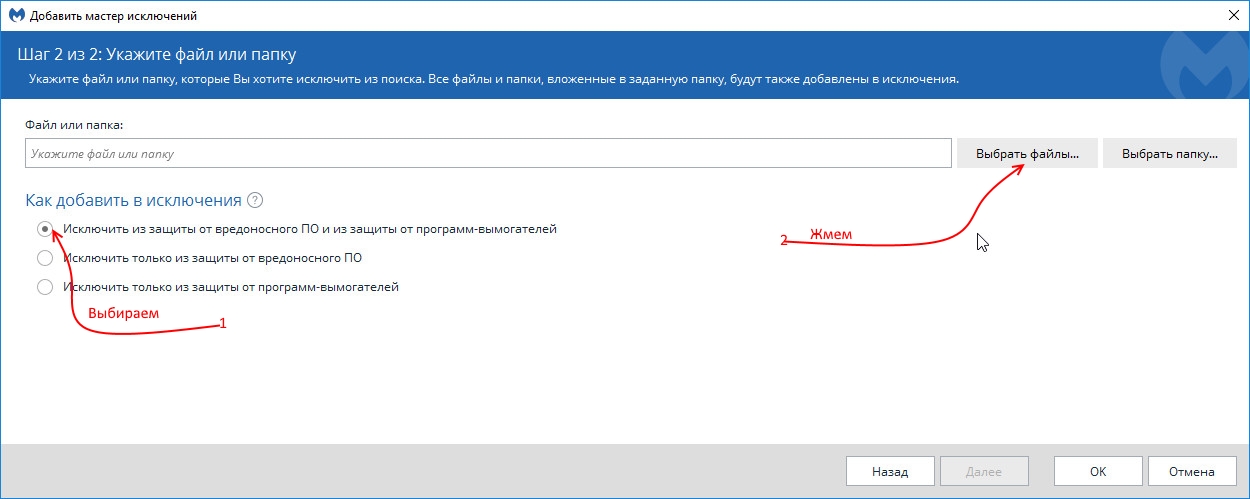 Добавить мастер исключений
Шаг 2 из 2: Укажите файл или папку
Укажите файл или папку, которые Вы хотите исключить из поиска. Все файлы и папки, вложенные в заданную папку, будут также добавлены в исключения.
Файл или папка:
Укажите файл или папку
Выбрать файлы...
Выбрать папку...
Как добавить в исключения ?
Исключить из защиты от вредоносного ПО и из защиты от программ-вымогателей
2 Жмем
Исключить только из защиты от вредоносного ПО
Исключить только из защиты от программ-вымогателей
Выбираем 1
Назад
Далее
OK
Отмена